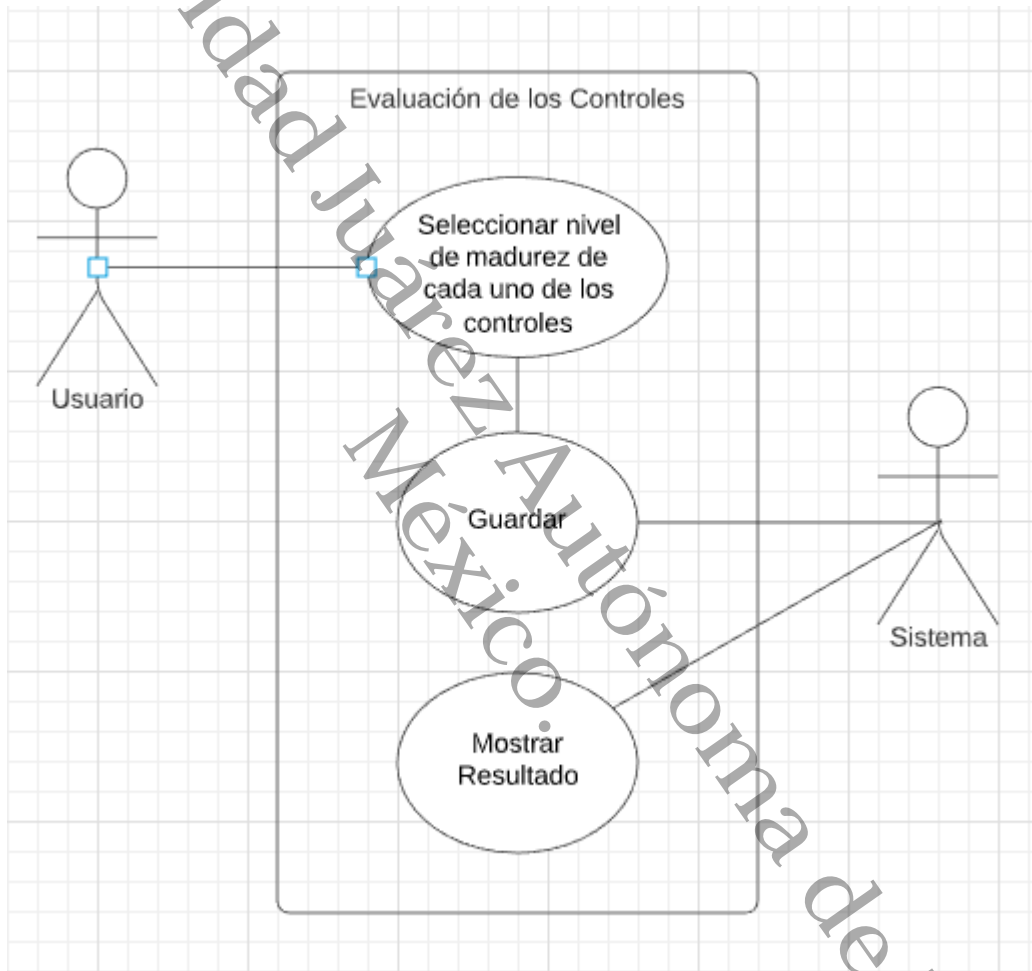 Evaluación de los Controles
Seleccionar nivel
de madurez de
cada uno de los
controles
Usuario
Guardar
Sistema
Mostrar
Resultado
idad Juárez Autónoma de
México.